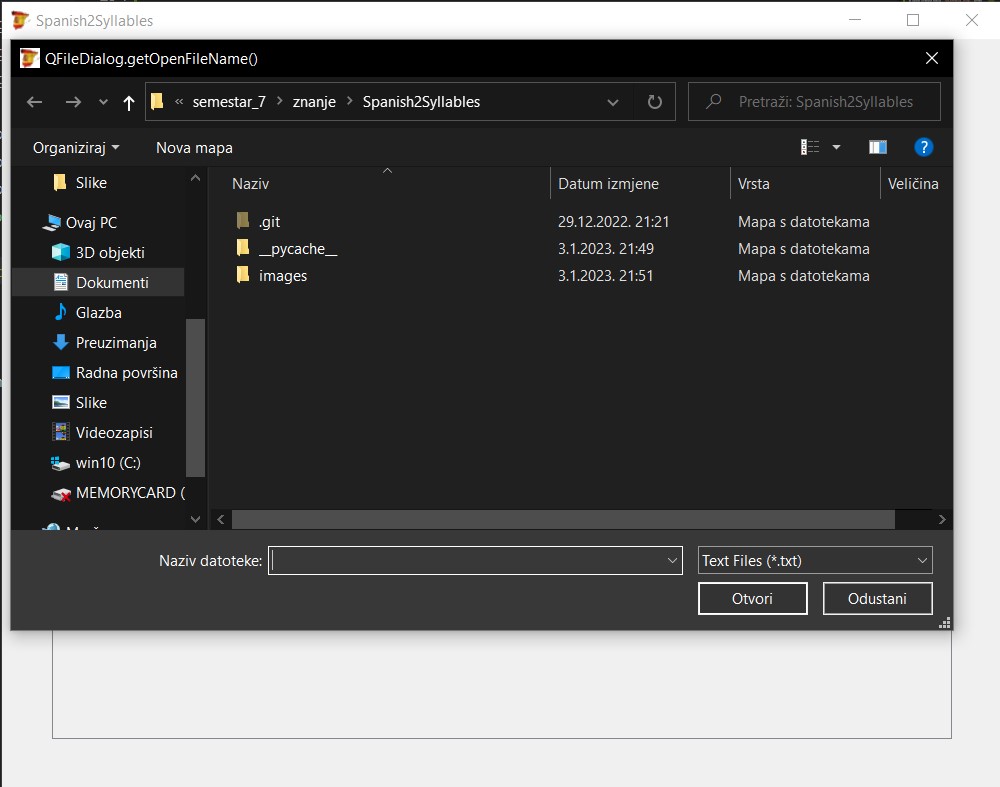 Spanish2Syllables
QFileDialog.getOpenFileName()
« semestar_7 > znanje > Spanish2Syllables
Pretraži: Spanish2Syllables
Organiziraj
Nova mapa
?
Slike
Ovaj PC
3D objekti
Dokumenti
Glazba
Preuzimanja
Radna površina
Slike
Videozapisi
win10 (C:)
MEMORYCARD (
Naziv Datum izmjene Vrsta Veličina
.git 29.12.2022. 21:21 Mapa s datotekama
__pycache__ 3.1.2023. 21:49 Mapa s datotekama
images 3.1.2023. 21:51 Mapa s datotekama
Naziv datoteke:
Text Files (*.txt)
Otvori
Odustani